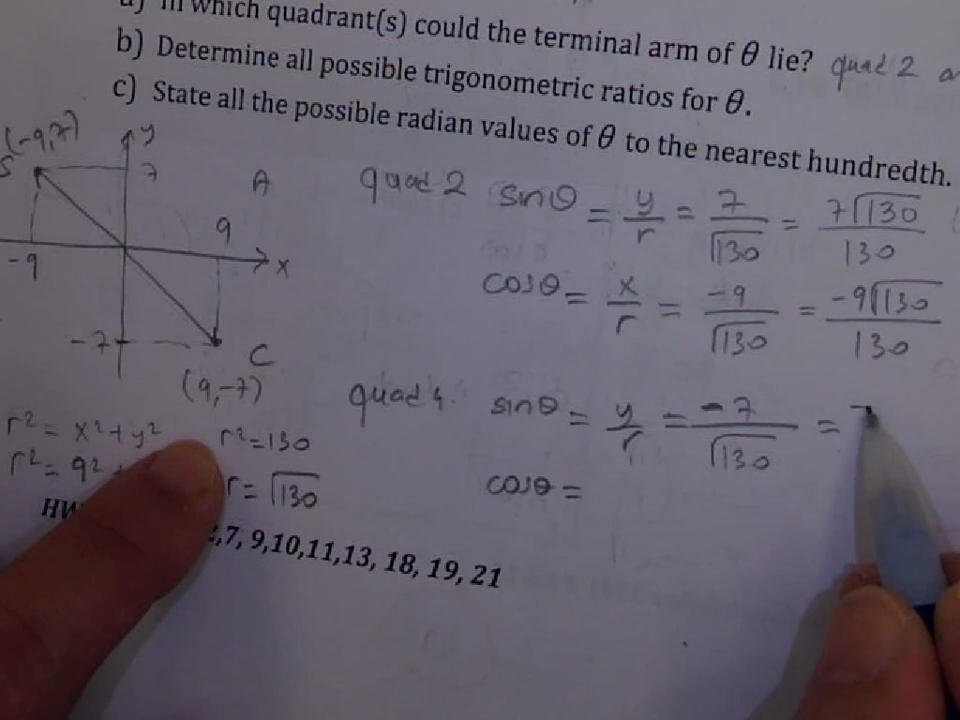 in which quadrant(s) could the terminal arm of θ lie? quad 2
b) Determine all possible trigonometric ratios for θ.
c) State all the possible radian values of θ to the nearest hundredth.
(-9,7)
y
S
7
A
9
x
-9
-7
C
(9,-7)
quad 2 sinθ = y/r = 7/√130 = 7√130/130
cosθ = x/r = -9/√130 = -9√130/130
quad 4. sinθ = y/r = -7/√130 =
cosθ =
r² = x² + y² r² = 130
r² = 9² r = √130
,7, 9,10,11,13, 18, 19, 21